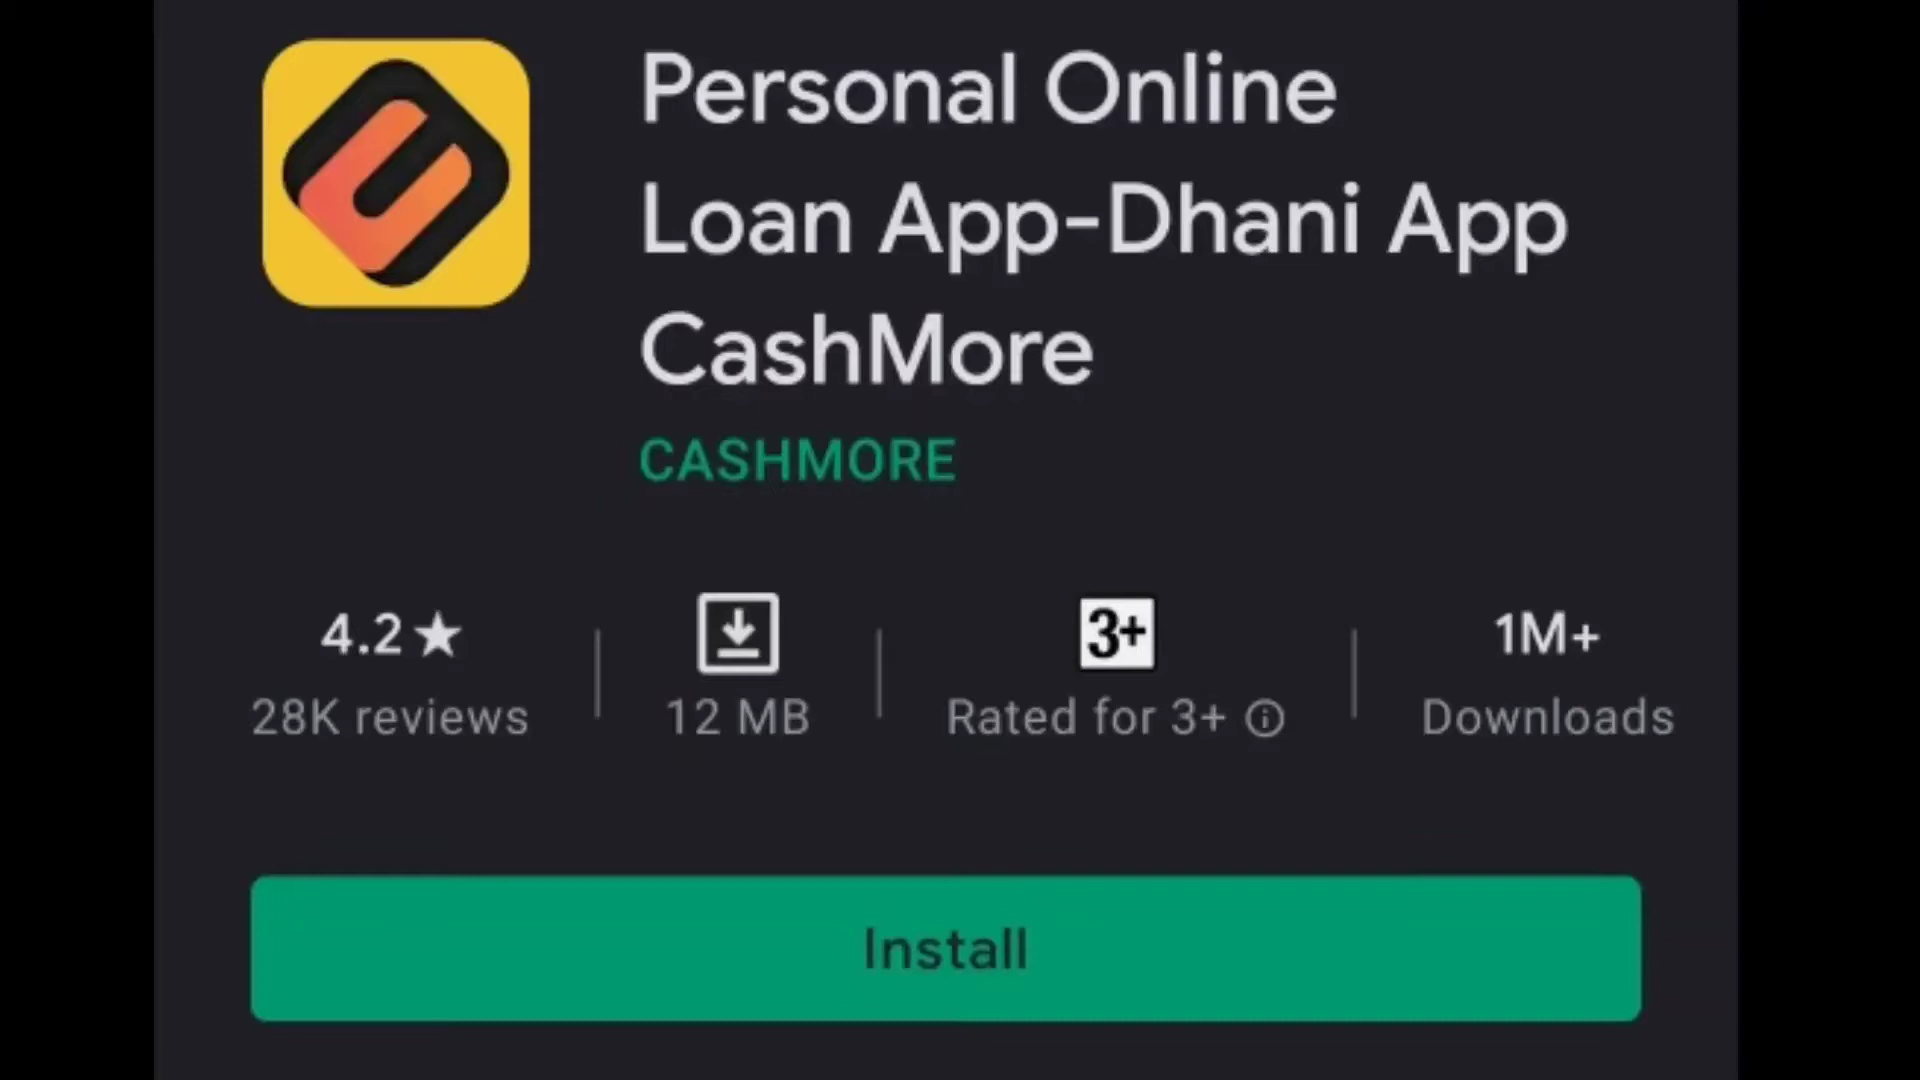 Personal Online
Loan App-Dhani App
CashMore
CASHMORE
4.2★
28K reviews
12 MB
3+
Rated for 3+
1M+
Downloads
Install